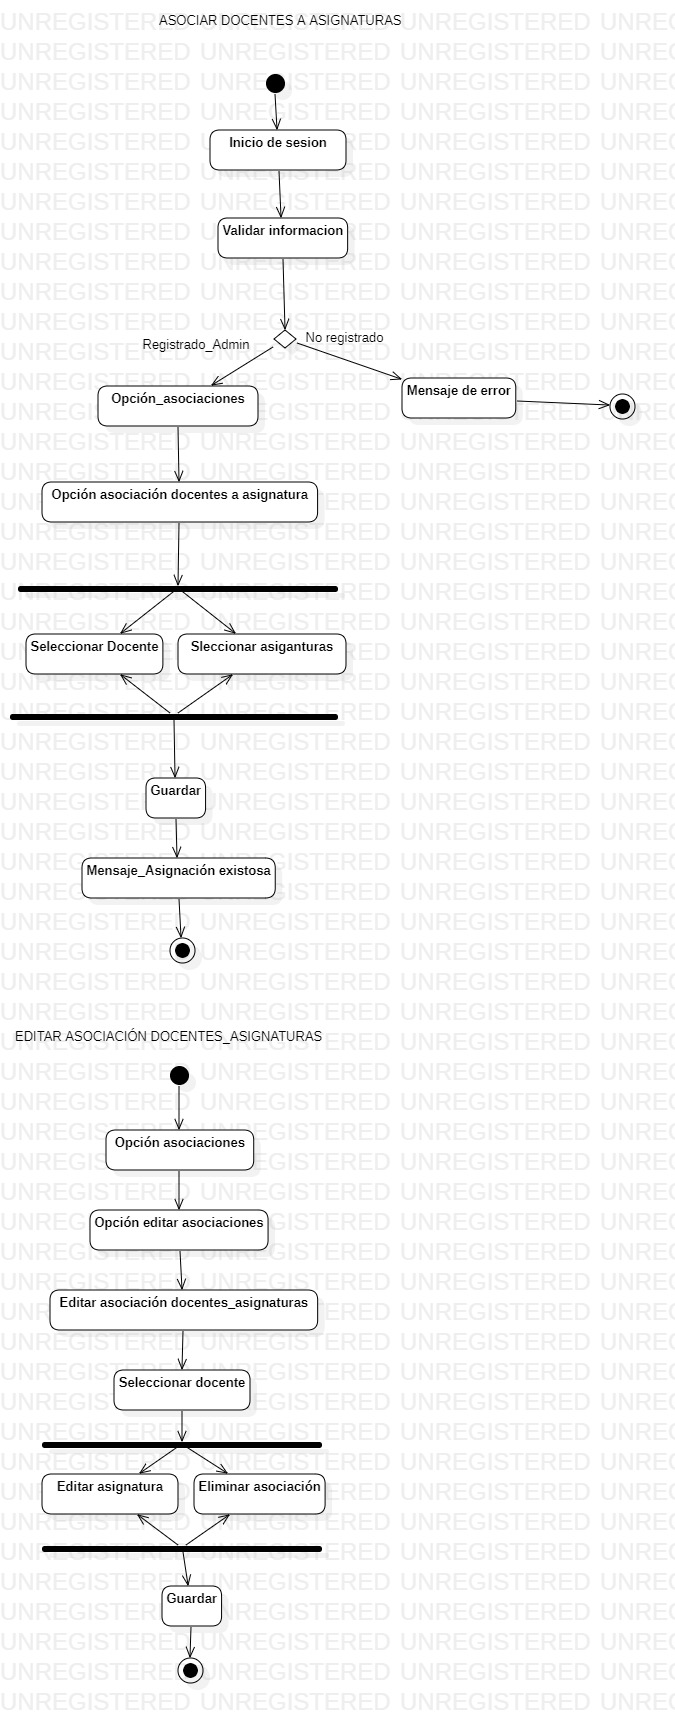 ASOCIAR DOCENTES A ASIGNATURAS
Inicio de sesion
Validar informacion
Registrado_Admin
No registrado
Opción_asociaciones
Mensaje de error
Opción asociación docentes a asignatura
Seleccionar Docente
Sleccionar asiganturas
Guardar
Mensaje_Asignación existosa
EDITAR ASOCIACIÓN DOCENTES_ASIGNATURAS
Opción asociaciones
Opción editar asociaciones
Editar asociación docentes_asignaturas
Seleccionar docente
Editar asignatura
Eliminar asociación
Guardar
UNREGISTERED